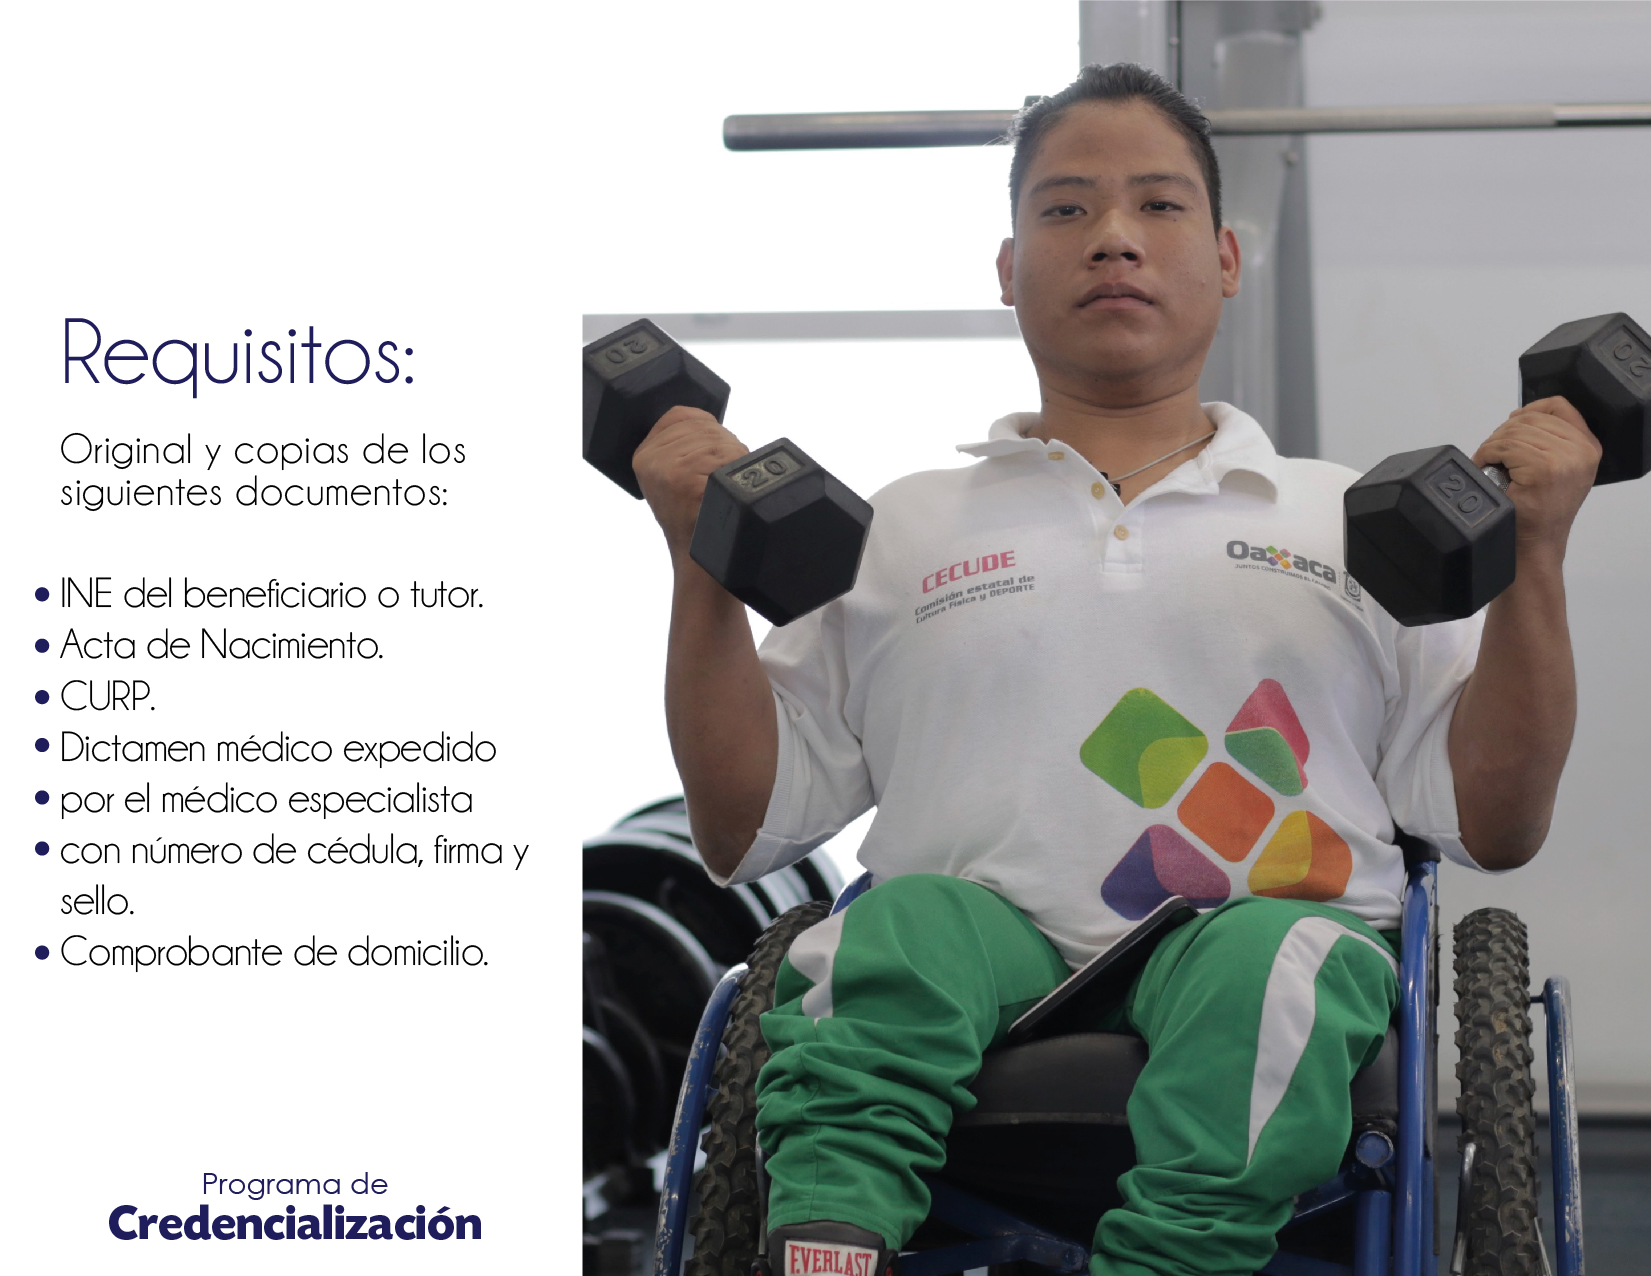 Requisitos:
Original y copias de los
siguientes documentos:
• INE del beneficiario o tutor.
• Acta de Nacimiento.
• CURP.
• Dictamen médico expedido
• por el médico especialista
• con número de cédula, firma y
sello.
• Comprobante de domicilio.
Programa de
Credencialización
20
20
20
20
CECUDE
Comisión estatal de
Cultura Física y DEPORTE
Oaxaca
EVERLAST